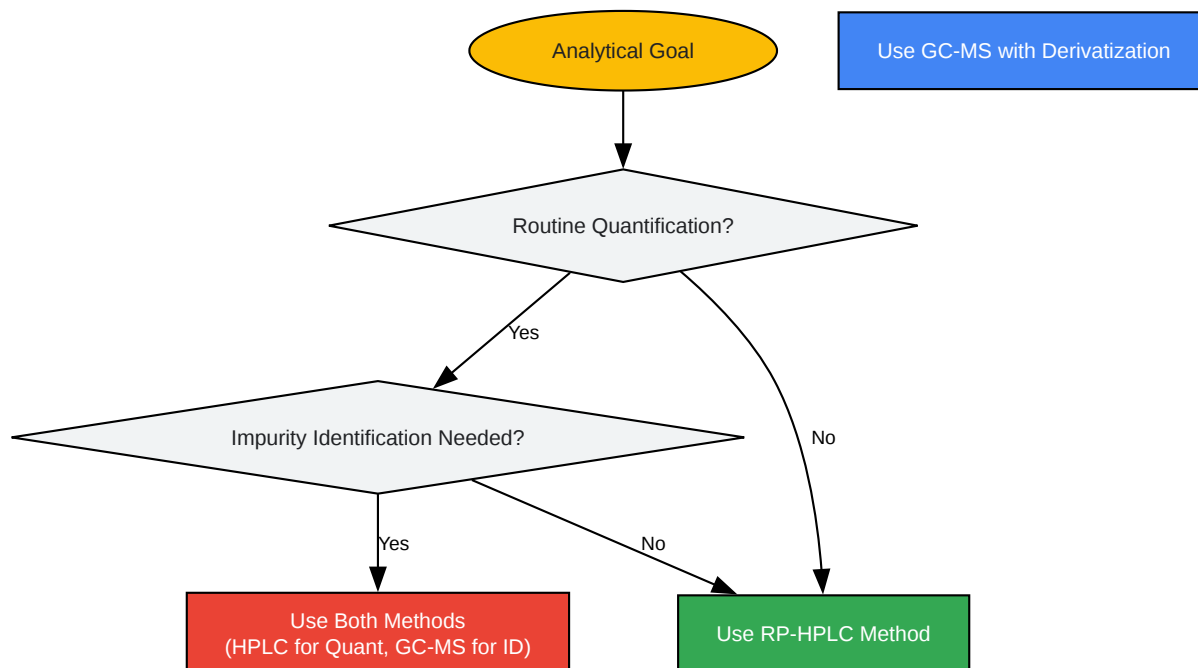 Analytical Goal
Use GC-MS with Derivatization
Routine Quantification?
Yes
Impurity Identification Needed?
No
Yes
No
Use Both Methods
(HPLC for Quant, GC-MS for ID)
Use RP-HPLC Method